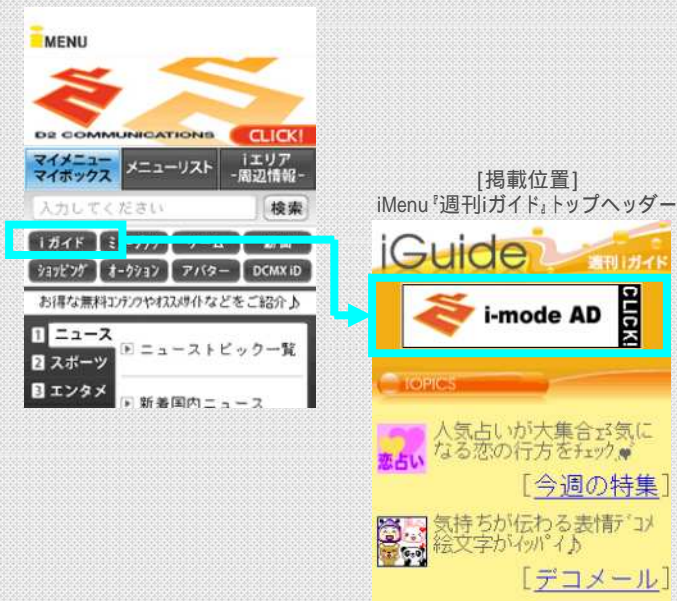 iMENU
D2 COMMUNICATIONS CLICK!
マイメニュー
マイボックス
メニューリスト
iエリア
-周辺情報-
入力してください 検索
iガイド
ショッピング オークション アバター DCMX iD
お得な無料コンテンツやオススメサイトなどをご紹介♪
1 ニュース
2 スポーツ
3 エンタメ
ニューストピック一覧
新着国内ニュース
[掲載位置]
iMenu『週刊iガイド』トップヘッダー
iGuide 週刊iガイド
i-mode AD CLICK!
TOPICS
恋占い
人気占いが大集合気に
なる恋の行方をチェック♥
[今週の特集]
気持ちが伝わる表情デコメ
絵文字がイッパイ♪
[デコメール]